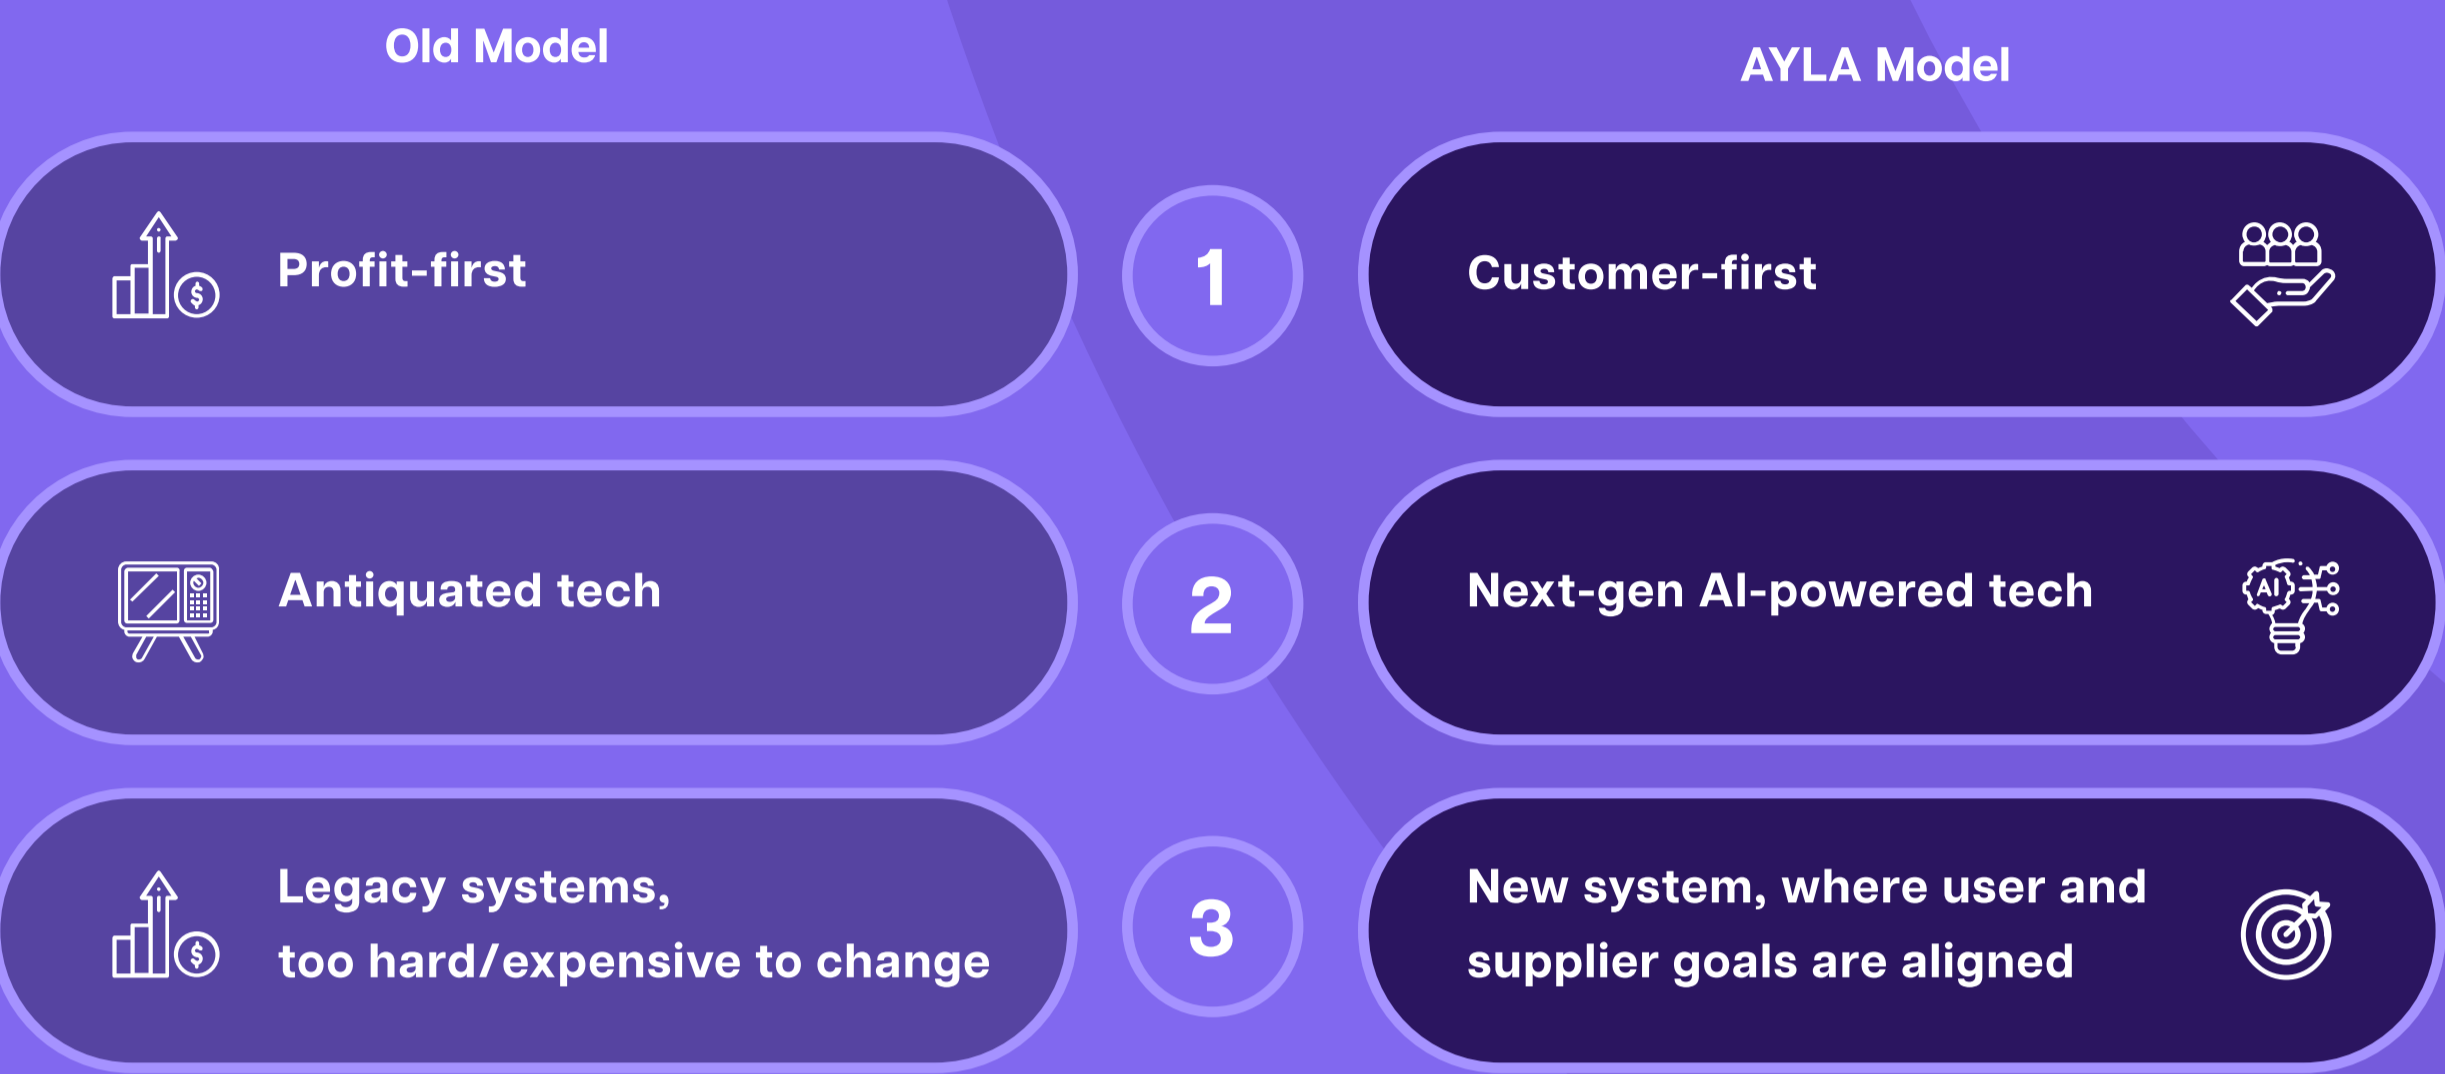 Old Model
AYLA Model
Profit-first
1
Customer-first
Antiquated tech
2
Next-gen AI-powered tech
AI
Legacy systems,
too hard/expensive to change
3
New system, where user and
supplier goals are aligned